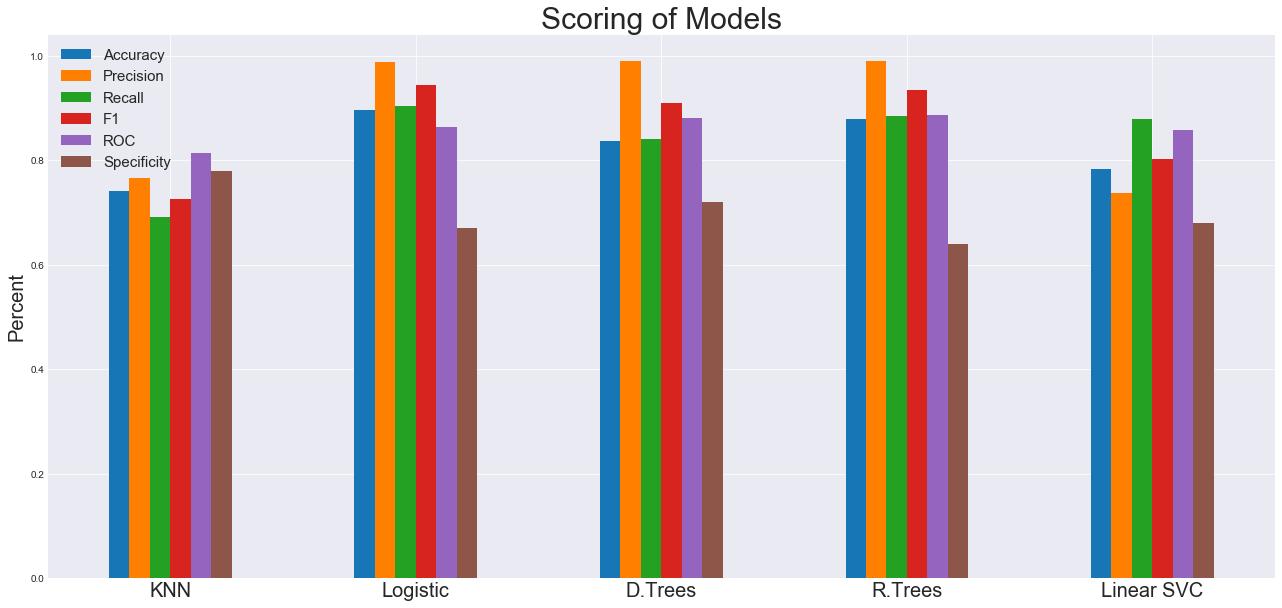 Scoring of Models
Accuracy
Precision
Recall
F1
ROC
Specificity
Percent
1.0
0.8
0.6
0.4
0.2
0.0
KNN
Logistic
D.Trees
R.Trees
Linear SVC